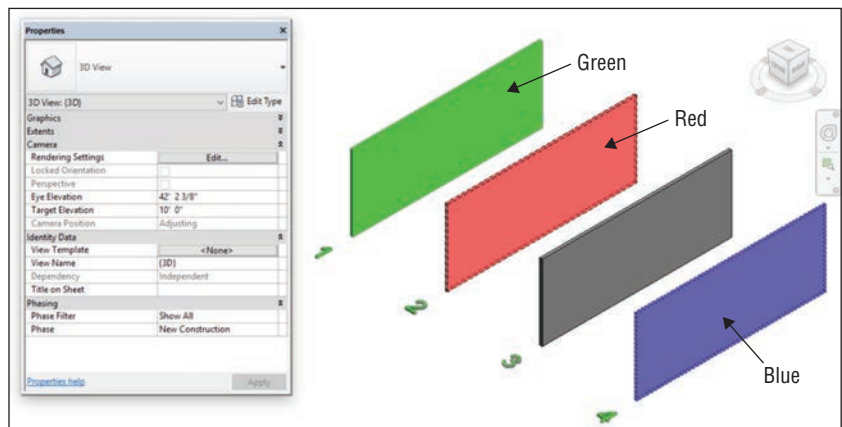 Properties
3D View
3D View: {3D}
Edit Type
Graphics
Extents
Camera
Rendering Settings Edit...
Locked Orientation
Perspective
Eye Elevation 42' 2 3/8"
Target Elevation 10' 0"
Camera Position Adjusting
Identity Data
View Template <None>
View Name {3D}
Dependency Independent
Title on Sheet
Phasing
Phase Filter Show All
Phase New Construction
Properties help Apply
Green
Red
Blue
1
2
3
4